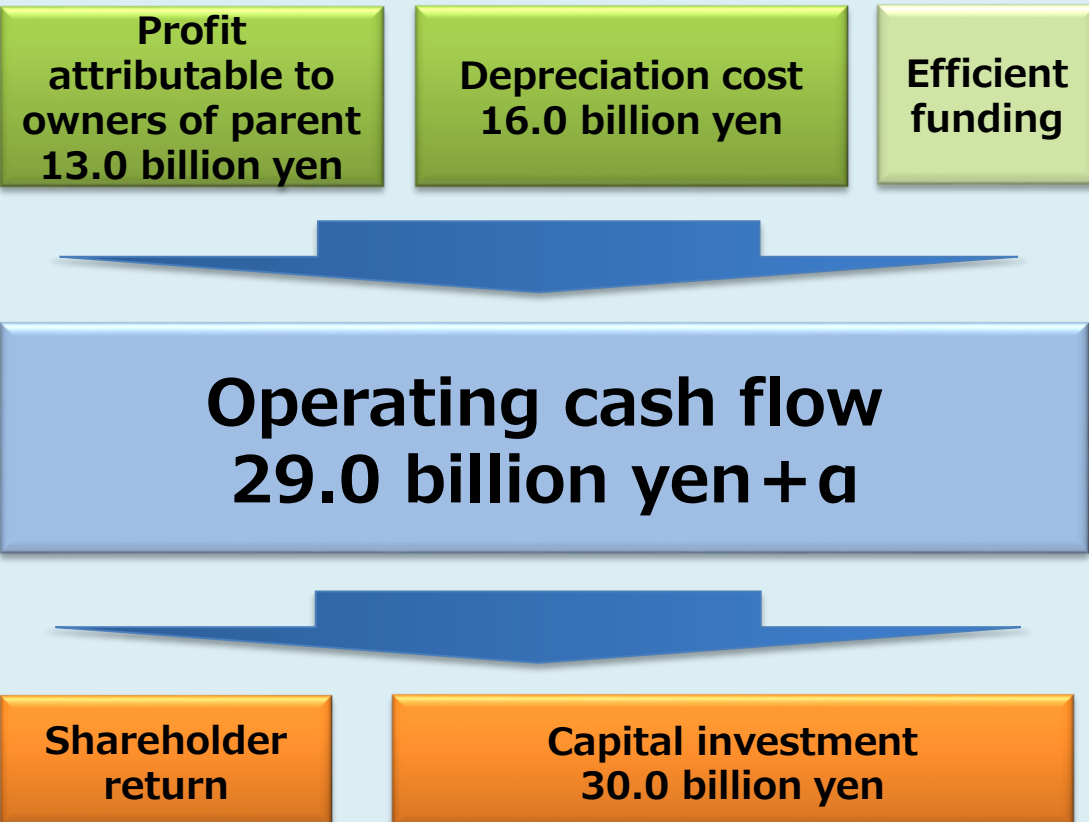 Profit
attributable to
owners of parent
13.0 billion yen
Depreciation cost
16.0 billion yen
Efficient
funding
Operating cash flow
29.0 billion yen+α
Shareholder
return
Capital investment
30.0 billion yen